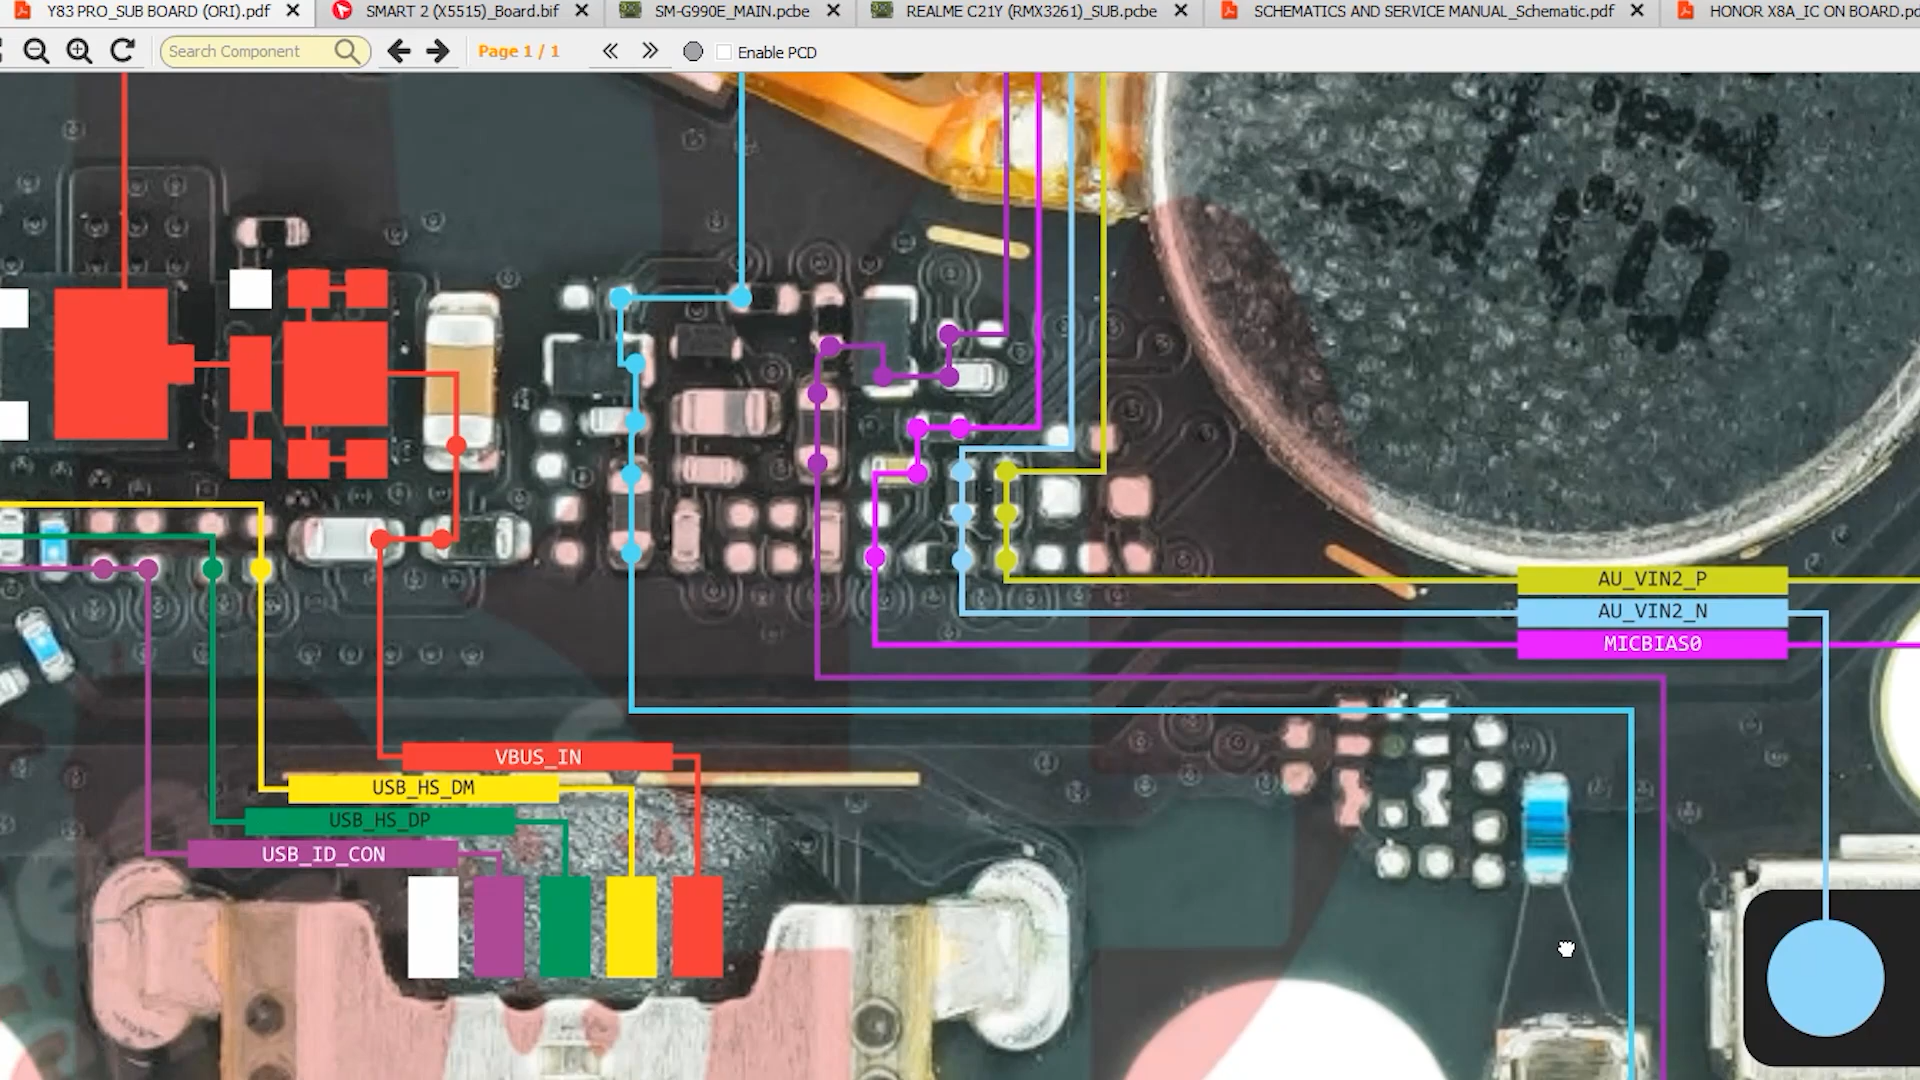 Y83 PRO_SUB BOARD (ORI).pdf
SMART 2 (X5515)_Board.bif
SM-G990E_MAIN.pcbe
REALME C21Y (RMX3261)_SUB.pcbe
SCHEMATICS AND SERVICE MANUAL_Schematic.pdf
HONOR X8A_IC ON BOARD.pc
Search Component
Page 1 / 1
Enable PCD
AU_VIN2_P
AU_VIN2_N
MICBIAS0
VBUS_IN
USB_HS_DM
USB_HS_DP
USB_ID_CON